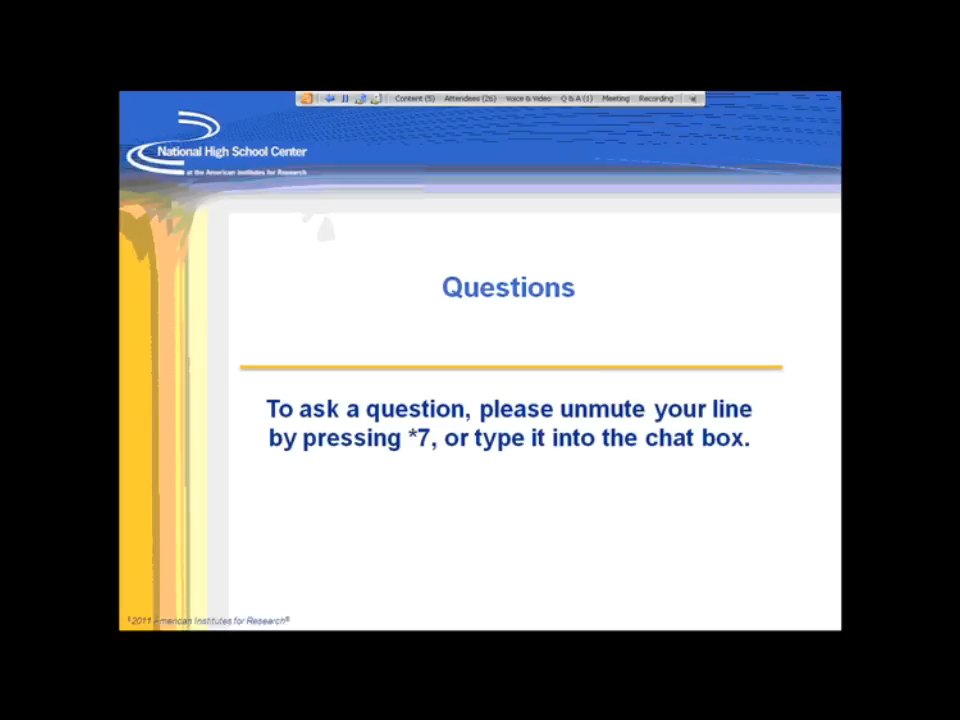 Content (5) Attendees (26) Voice & Video Q & A (1) Meeting Recording
National High School Center
at the American Institutes for Research
Questions
To ask a question, please unmute your line
by pressing *7, or type it into the chat box.
2011 American Institutes for Research®